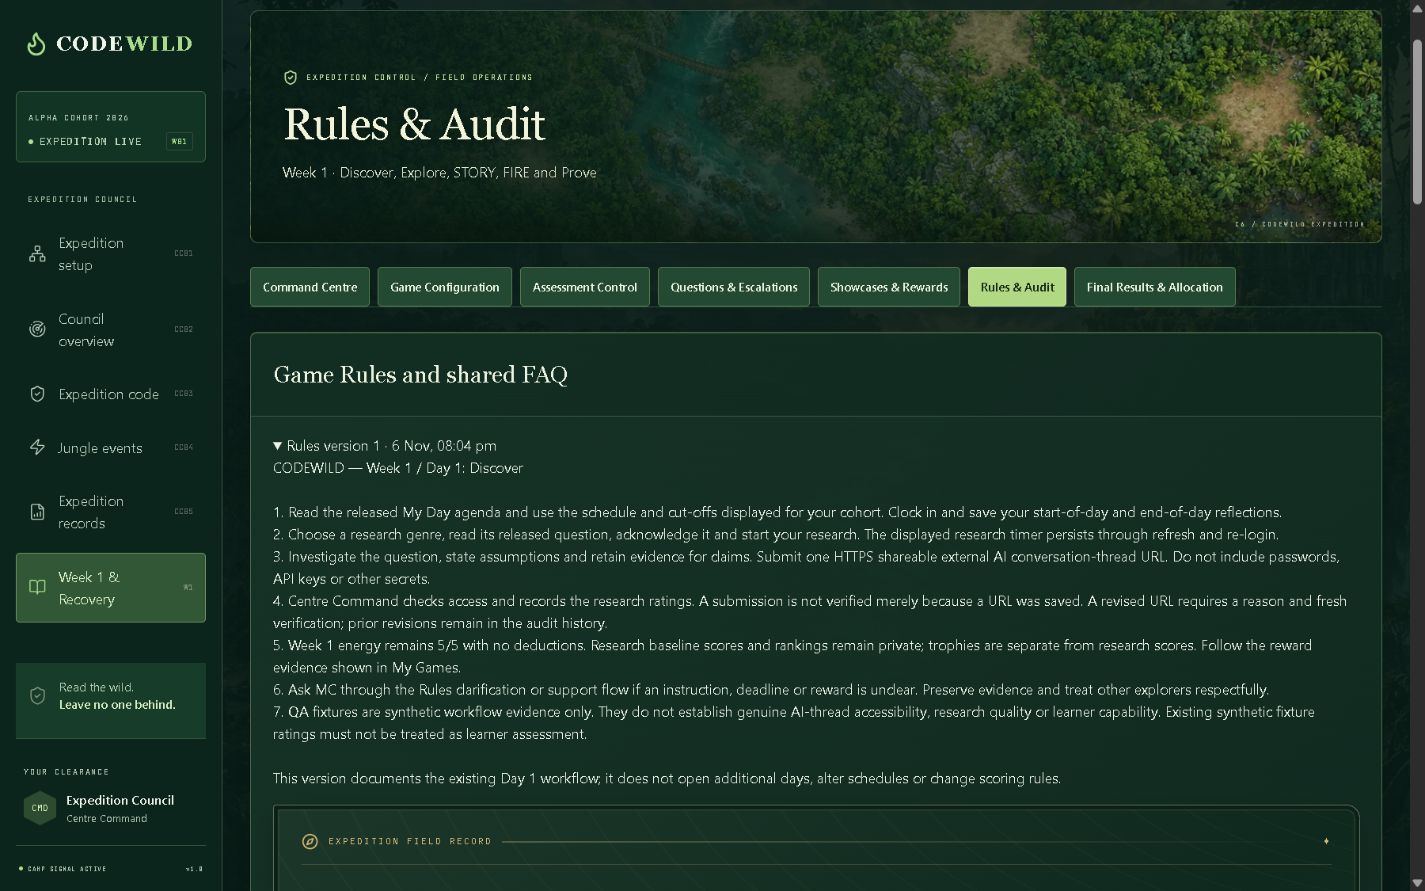 CODEWILD
ALPHA COHORT 2026
EXPEDITION LIVE
W01
EXPEDITION COUNCIL
Expedition
setup
CC01
Council
overview
CC02
Expedition code
CC03
Jungle events
CC04
Expedition
records
CC05
Week 1 &
Recovery
W1
Read the wild.
Leave no one behind.
YOUR CLEARANCE
CMD
Expedition Council
Centre Command
CAMP SIGNAL ACTIVE
v1.0
EXPEDITION CONTROL / FIELD OPERATIONS
Rules & Audit
Week 1 · Discover, Explore, STORY, FIRE and Prove
/ CODEWILD EXPEDITION
Command Centre
Game Configuration
Assessment Control
Questions & Escalations
Showcases & Rewards
Rules & Audit
Final Results & Allocation
Game Rules and shared FAQ
▼ Rules version 1 · 6 Nov, 08:04 pm
CODEWILD — Week 1 / Day 1: Discover
1. Read the released My Day agenda and use the schedule and cut-offs displayed for your cohort. Clock in and save your start-of-day and end-of-day reflections.
2. Choose a research genre, read its released question, acknowledge it and start your research. The displayed research timer persists through refresh and re-login.
3. Investigate the question, state assumptions and retain evidence for claims. Submit one HTTPS shareable external AI conversation-thread URL. Do not include passwords,
API keys or other secrets.
4. Centre Command checks access and records the research ratings. A submission is not verified merely because a URL was saved. A revised URL requires a reason and fresh
verification; prior revisions remain in the audit history.
5. Week 1 energy remains 5/5 with no deductions. Research baseline scores and rankings remain private; trophies are separate from research scores. Follow the reward
evidence shown in My Games.
6. Ask MC through the Rules clarification or support flow if an instruction, deadline or reward is unclear. Preserve evidence and treat other explorers respectfully.
7. QA fixtures are synthetic workflow evidence only. They do not establish genuine AI-thread accessibility, research quality or learner capability. Existing synthetic fixture
ratings must not be treated as learner assessment.
This version documents the existing Day 1 workflow; it does not open additional days, alter schedules or change scoring rules.
EXPEDITION FIELD RECORD